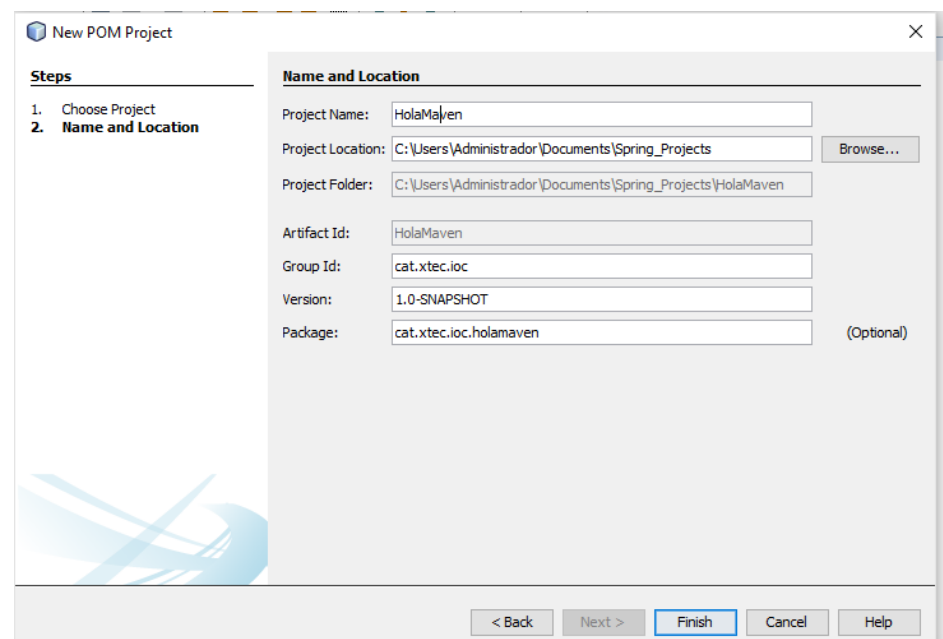 New POM Project
Steps
1. Choose Project
2. Name and Location
Name and Location
Project Name: HolaMaven
Project Location: C:\Users\Administrador\Documents\Spring_Projects Browse...
Project Folder: C:\Users\Administrador\Documents\Spring_Projects\HolaMaven
Artifact Id: HolaMaven
Group Id: cat.xtec.ioc
Version: 1.0-SNAPSHOT
Package: cat.xtec.ioc.holamaven (Optional)
< Back Next > Finish Cancel Help